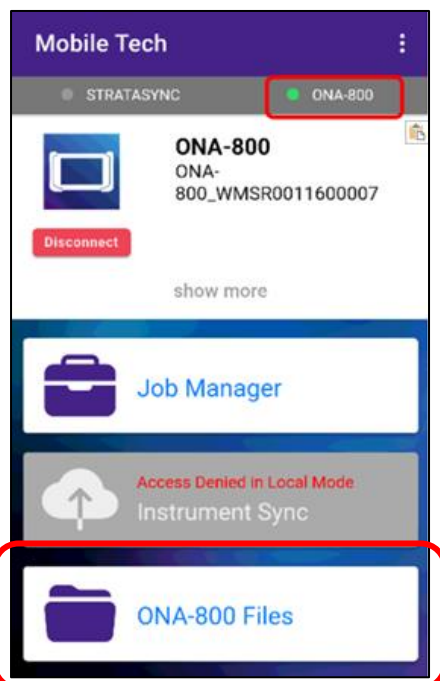 Mobile Tech
STRATASYNC ONA-800
ONA-800
ONA-
800_WMSR0011600007
Disconnect
show more
Job Manager
Access Denied in Local Mode
Instrument Sync
ONA-800 Files